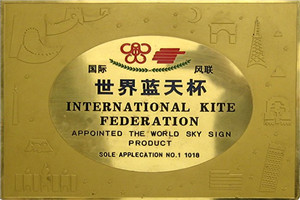 国际 风联
世界蓝天杯
INTERNATIONAL KITE
FEDERATION
APPOINTED THE WORLD SKY SIGN
PRODUCT
SOLE APPLECATION NO.1 1018